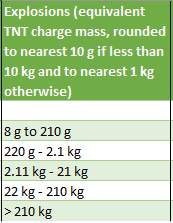 Explosions (equivalent
TNT charge mass, rounded
to nearest 10 g if less than
10 kg and to nearest 1 kg
otherwise)
8 g to 210 g
220 g - 2.1 kg
2.11 kg - 21 kg
22 kg - 210 kg
> 210 kg